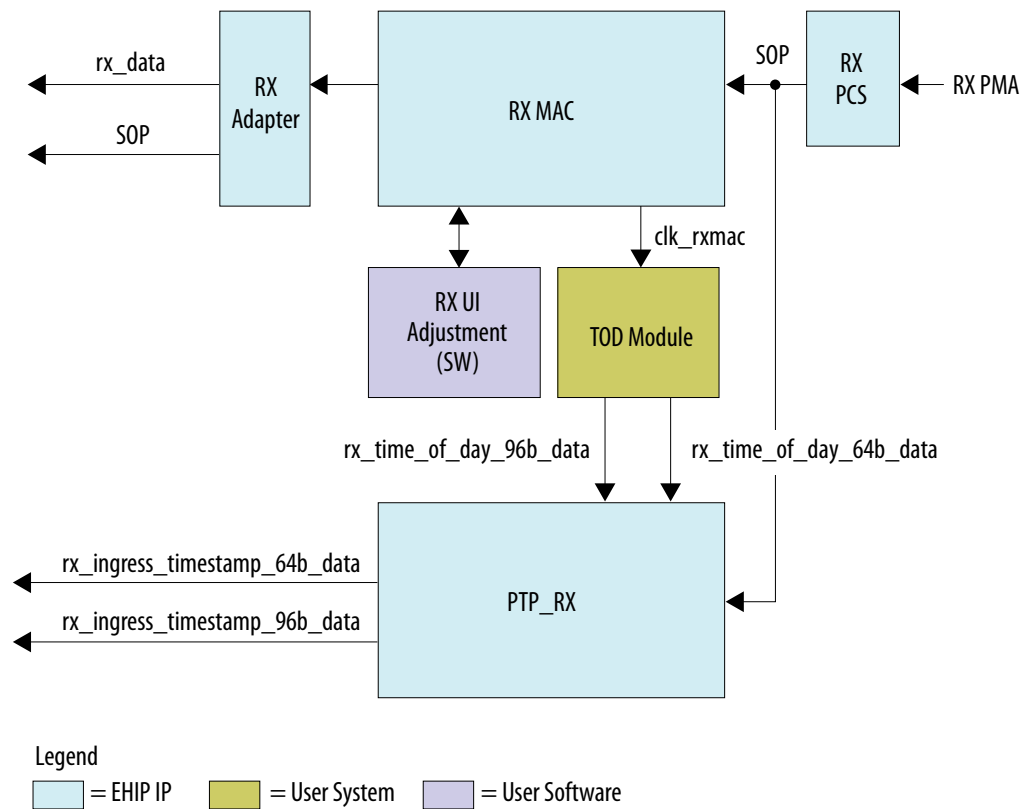 rx_data
SOP
RX
Adapter
RX MAC
SOP
RX
PCS
RX PMA
clk_rxmac
RX UI
Adjustment
(SW)
TOD Module
rx_time_of_day_96b_data
rx_time_of_day_64b_data
rx_ingress_timestamp_64b_data
rx_ingress_timestamp_96b_data
PTP_RX
Legend
= EHIP IP
= User System
= User Software